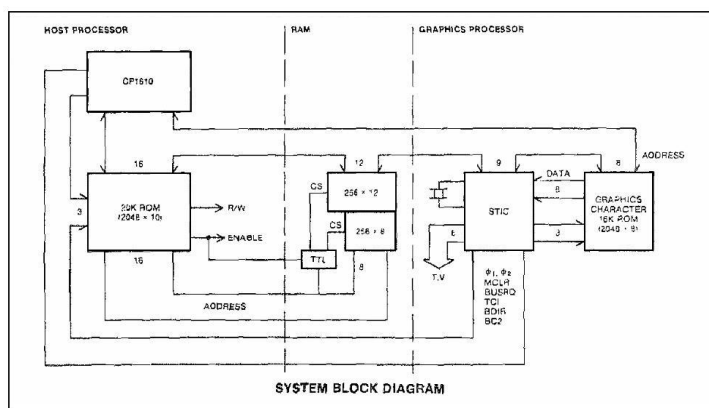 HOST PROCESSOR
RAM
GRAPHICS PROCESSOR
CP1610
ADDRESS
16
12
9
8
DATA
8
CS
256 × 12
20K ROM
(2048 × 10)
R/W
3
STIC
GRAPHICS
CHARACTER
16K ROM
(2048 × 8)
CS
256 × 8
ENABLE
TTL
16
8
3
T.V
ADDRESS
ϕ1, ϕ2
MCLR
BUSRQ
TCI
BDIR
BC2
SYSTEM BLOCK DIAGRAM